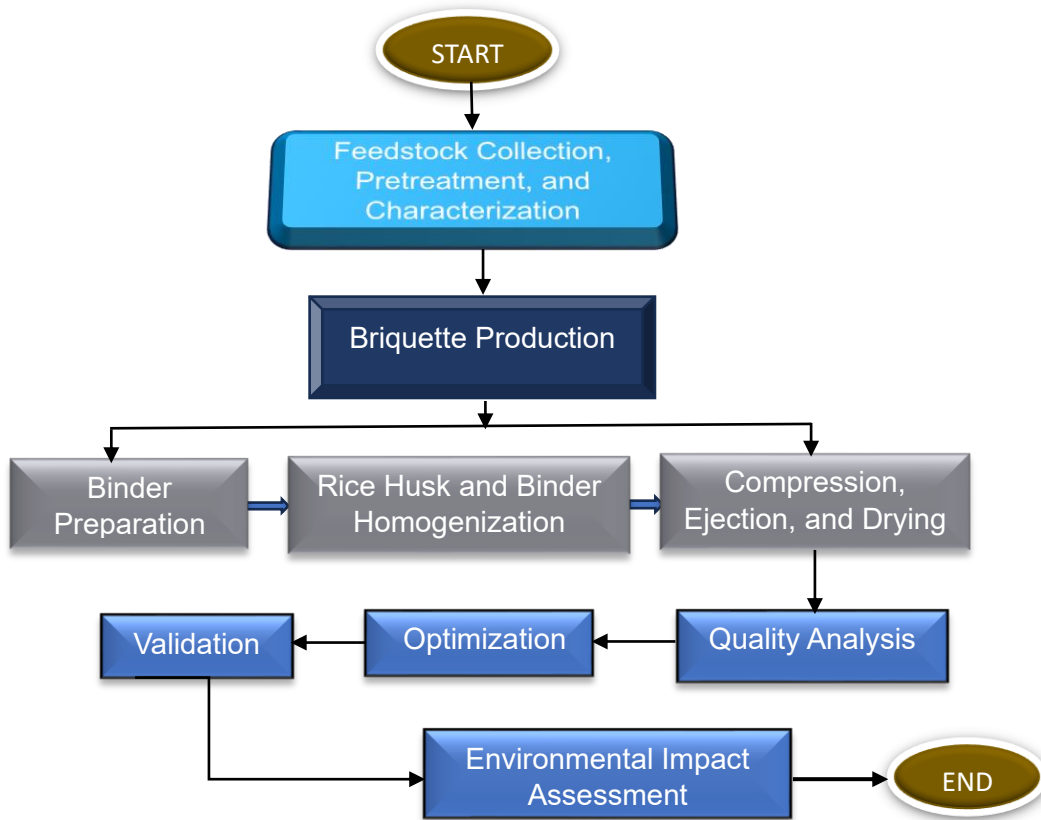 START
Feedstock Collection,
Pretreatment, and
Characterization
Briquette Production
Binder
Preparation
Rice Husk and Binder
Homogenization
Compression,
Ejection, and Drying
Validation
Optimization
Quality Analysis
Environmental Impact
Assessment
END